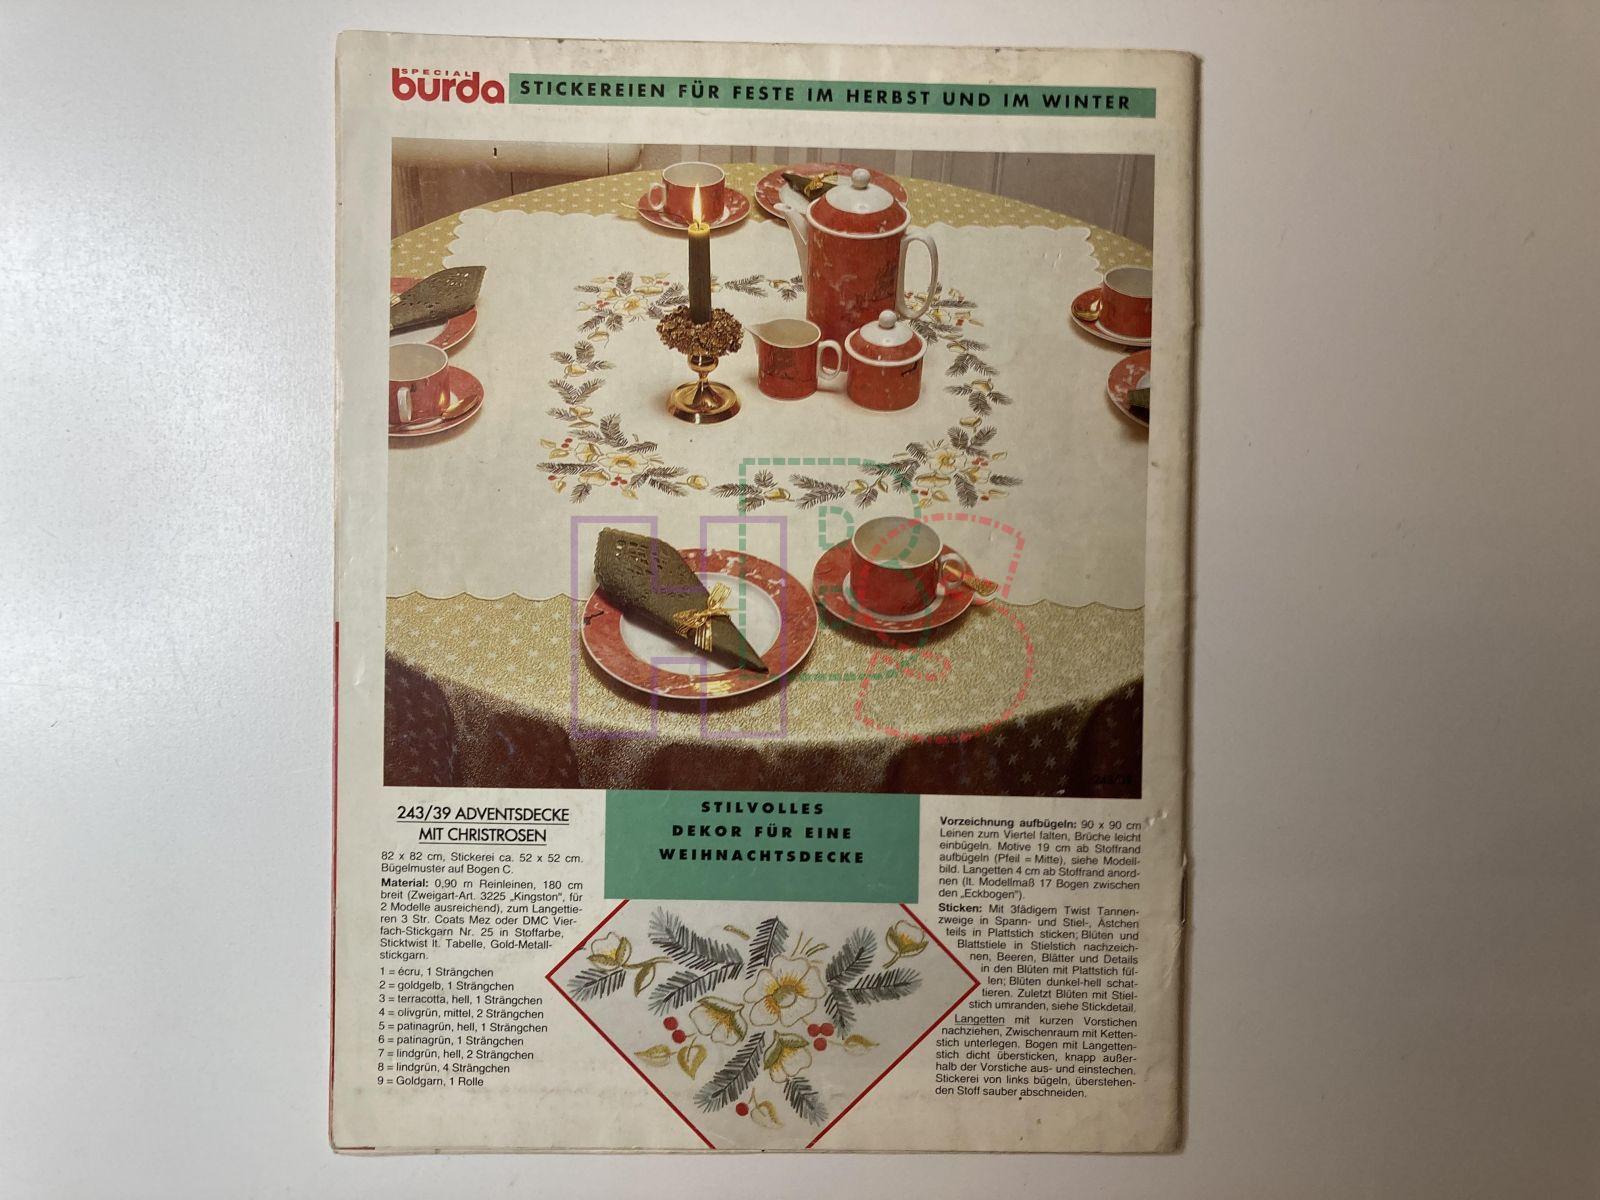 SPECIAL
burda
STICKEREIEN FÜR FESTE IM HERBST UND IM WINTER
243/39 ADVENTSDECKE
MIT CHRISTROSEN
82 x 82 cm, Stickerei ca. 52 x 52 cm.
Bügelmuster auf Bogen C.
Material: 0,90 m Reinleinen, 180 cm
breit (Zweigart-Art. 3225 „Kingston“, für
2 Modelle ausreichend), zum Langettie-
ren 3 Str. Coats Mez oder DMC Vier-
fach-Stickgarn Nr. 25 in Stoffarbe,
Sticktwist lt. Tabelle, Gold-Metall-
stickgarn.
1 = écru, 1 Strängchen
2 = goldgelb, 1 Strängchen
3 = terracotta, hell, 1 Strängchen
4 = olivgrün, mittel, 2 Strängchen
5 = patinagrün, hell, 1 Strängchen
6 = patinagrün, 1 Strängchen
7 = lindgrün, hell, 2 Strängchen
8 = lindgrün, 4 Strängchen
9 = Goldgarn, 1 Rolle
STILVOLLES
DEKOR FÜR EINE
WEIHNACHTSDECKE
Vorzeichnung aufbügeln: 90 x 90 cm
Leinen zum Viertel falten, Brüche leicht
einbügeln. Motive 19 cm ab Stoffrand
aufbügeln (Pfeil = Mitte), siehe Modell-
bild. Langetten 4 cm ab Stoffrand anord-
nen (lt. Modellmaß 17 Bogen zwischen
den „Eckbogen“).
Sticken: Mit 3fädigem Twist Tannen-
zweige in Spann- und Stiel-, Ästchen
teils in Plattstich sticken; Blüten und
Blattstiele in Stielstich nachzeich-
nen, Beeren, Blätter und Details
in den Blüten mit Plattstich fül-
len; Blüten dunkel-hell schat-
tieren. Zuletzt Blüten mit Stiel-
stich umranden, siehe Stickdetail.
Langetten mit kurzen Vorstichen
nachziehen, Zwischenraum mit Ketten-
stich unterlegen. Bogen mit Langetten-
stich dicht übersticken, knapp außer-
halb der Vorstiche aus- und einstechen.
Stickerei von links bügeln, überstehen-
den Stoff sauber abschneiden.